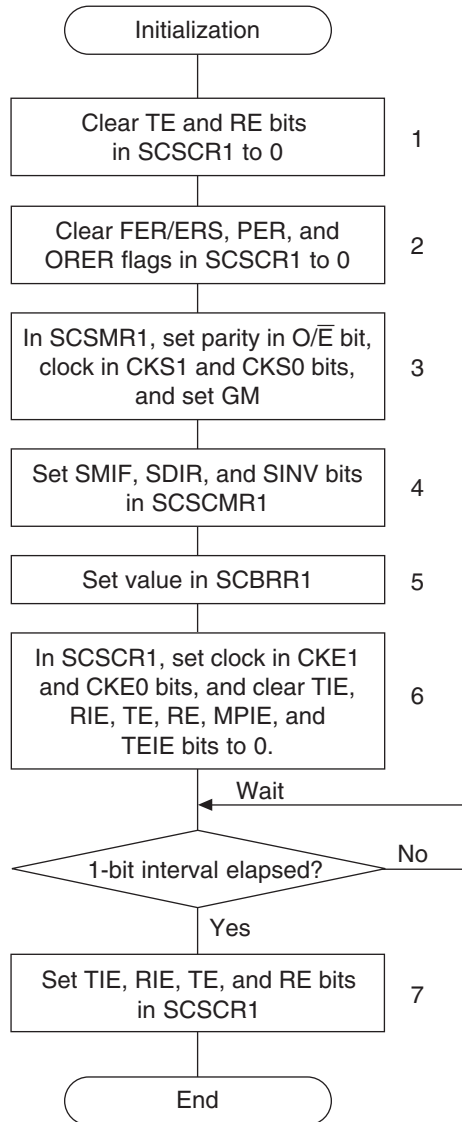 Initialization
Clear TE and RE bits
in SCSCR1 to 0
1
Clear FER/ERS, PER, and
ORER flags in SCSCR1 to 0
2
In SCSMR1, set parity in O/E̅ bit,
clock in CKS1 and CKS0 bits,
and set GM
3
Set SMIF, SDIR, and SINV bits
in SCSCMR1
4
Set value in SCBRR1
5
In SCSCR1, set clock in CKE1
and CKE0 bits, and clear TIE,
RIE, TE, RE, MPIE, and
TEIE bits to 0.
6
Wait
1-bit interval elapsed?
No
Yes
Set TIE, RIE, TE, and RE bits
in SCSCR1
7
End